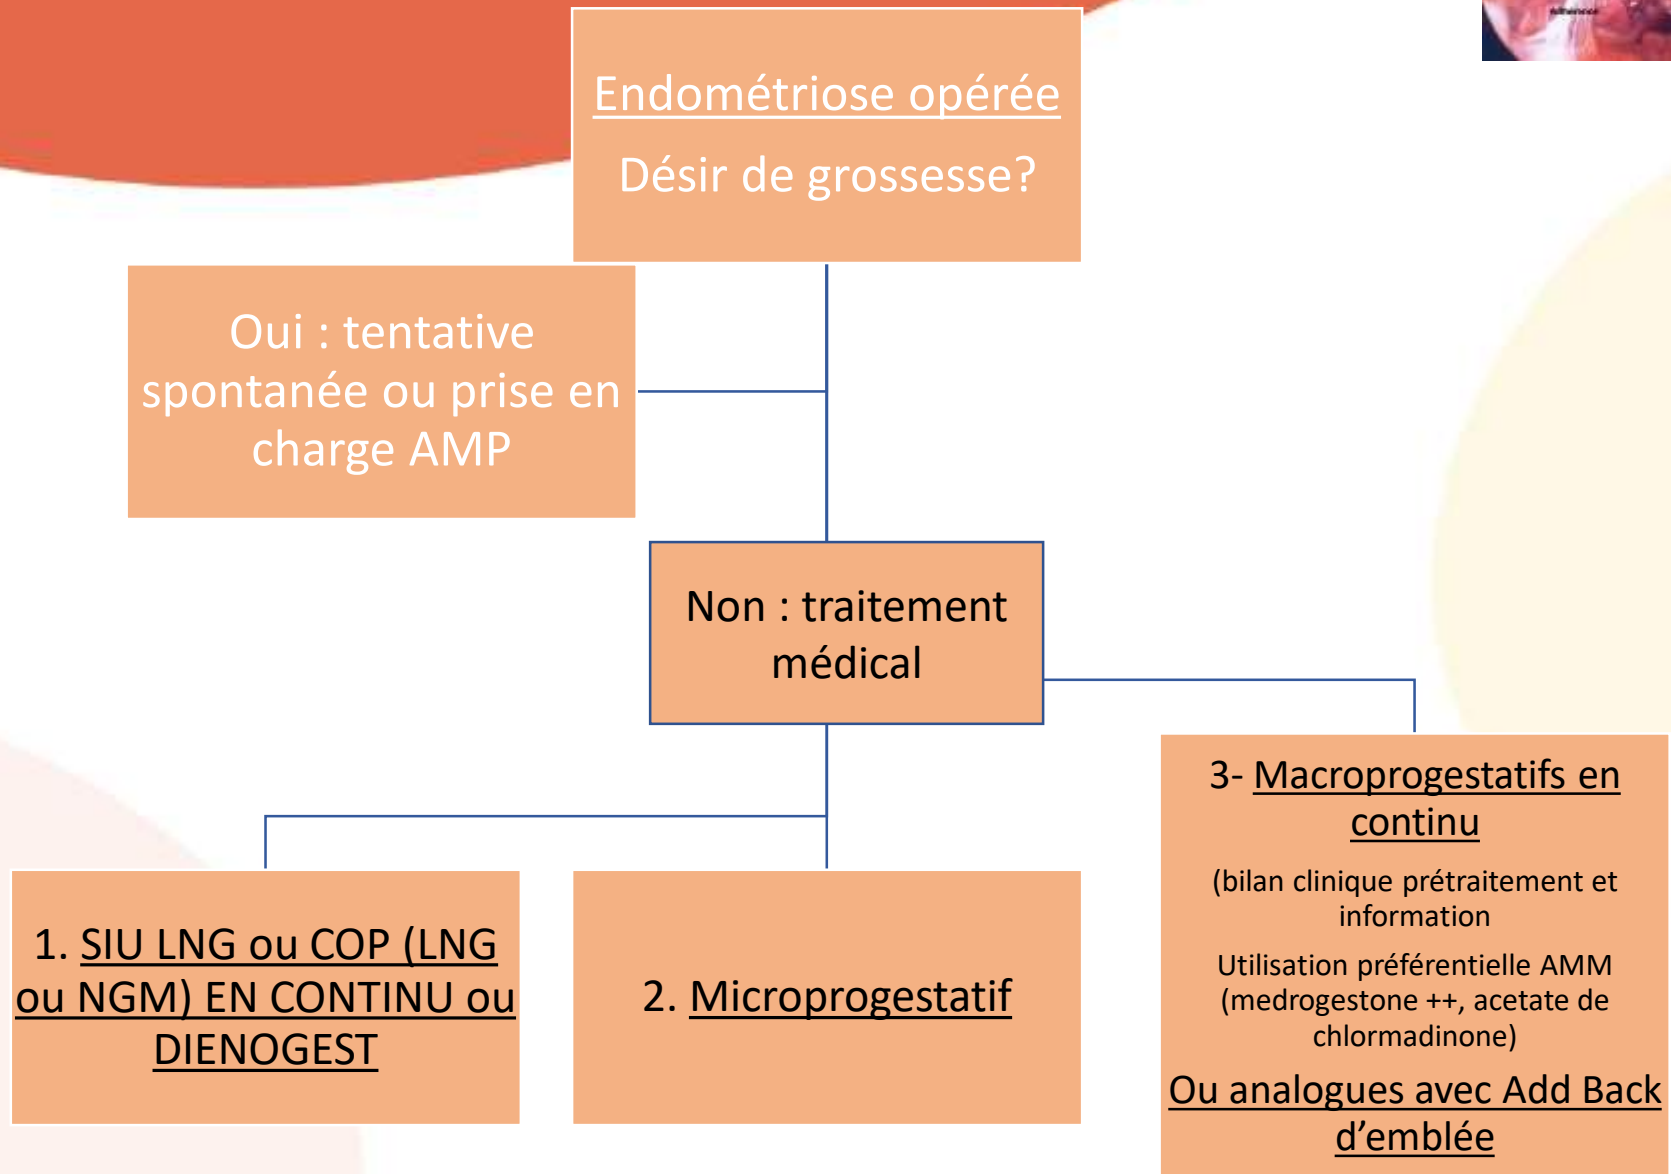 Endométriose opérée
Désir de grossesse?
Oui : tentative
spontanée ou prise en
charge AMP
Non : traitement
médical
1. SIU LNG ou COP (LNG
ou NGM) EN CONTINU ou
DIENOGEST
2. Microprogestatif
3- Macroprogestatifs en
continu
(bilan clinique prétraitement et
information
Utilisation préférentielle AMM
(medrogestone ++, acetate de
chlormadinone)
Ou analogues avec Add Back
d’emblée